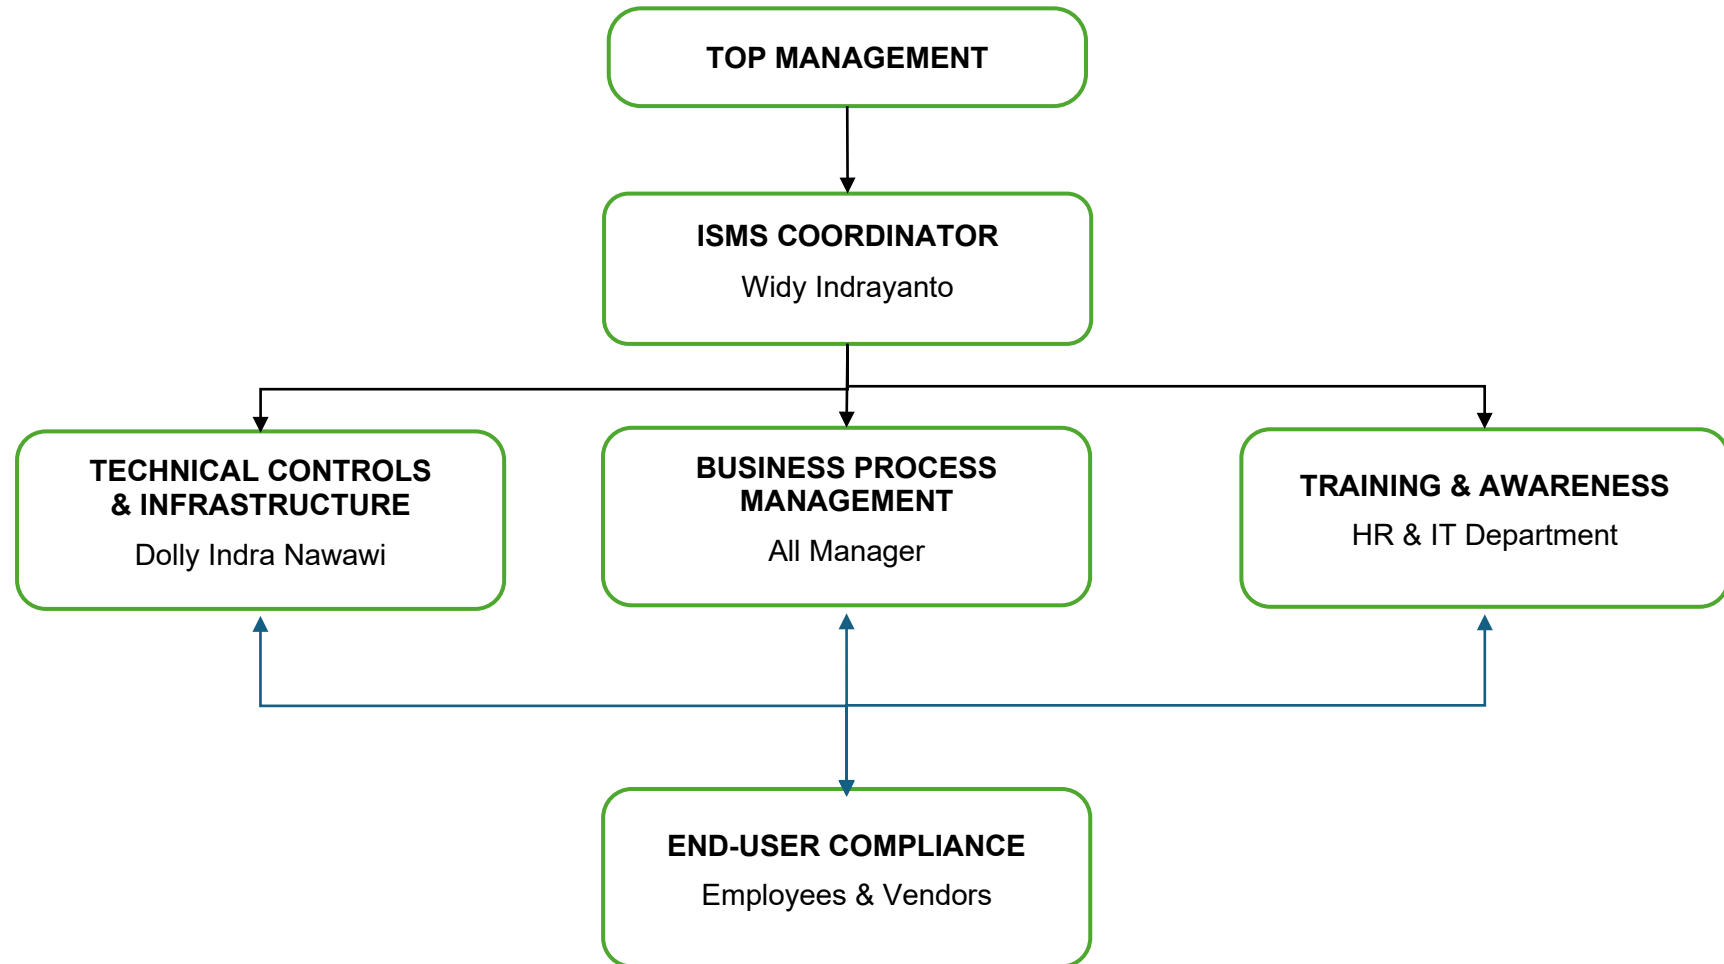 TOP MANAGEMENT
ISMS COORDINATOR
Widy Indrayanto
TECHNICAL CONTROLS
& INFRASTRUCTURE
Dolly Indra Nawawi
BUSINESS PROCESS
MANAGEMENT
All Manager
TRAINING & AWARENESS
HR & IT Department
END-USER COMPLIANCE
Employees & Vendors